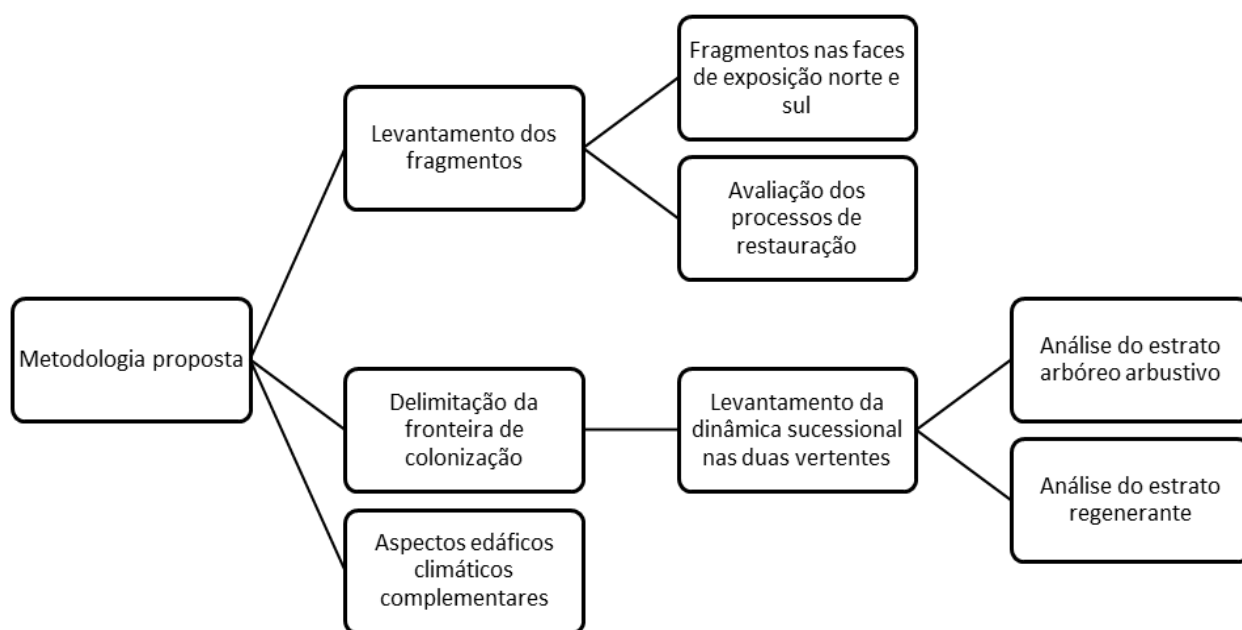 Metodologia proposta
Levantamento dos
fragmentos
Fragmentos nas faces
de exposição norte e
sul
Avaliação dos
processos de
restauração
Delimitação da
fronteira de
colonização
Levantamento da
dinâmica sucessional
nas duas vertentes
Análise do estrato
arbóreo arbustivo
Análise do estrato
regenerante
Aspectos edáficos
climáticos
complementares